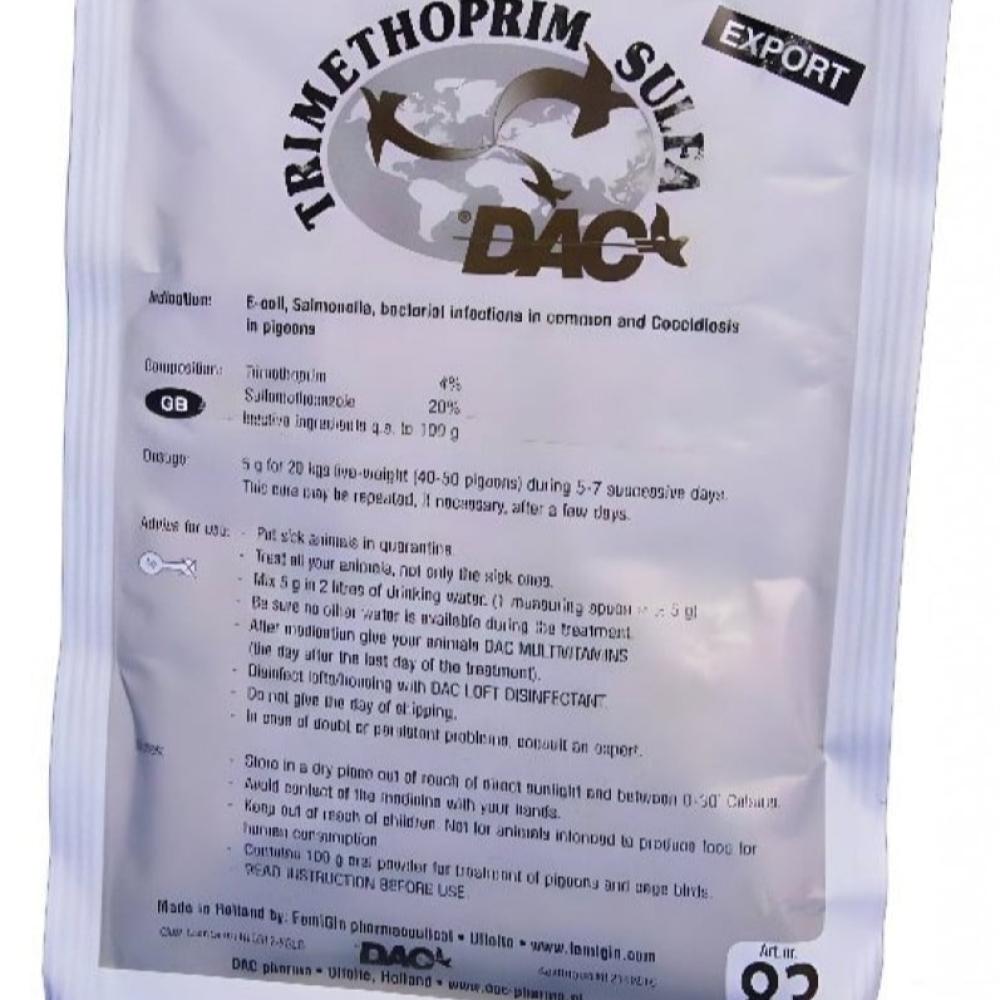 TRIMETHOPRIM SULFA
EXPORT
® DAC
Indication: E-coli, Salmonella, bacterial infections in common and Coccidiosis
in pigeons
Composition: Trimethoprim 4%
GB
Sulfamethoxazole 20%
Inactive ingredients q.s. to 100 g
Dosage: 5 g for 20 kgs live-weight (40-50 pigeons) during 5-7 successive days.
This cure may be repeated, if necessary, after a few days.
Advise for use: - Put sick animals in quarantine.
- Treat all your animals, not only the sick ones.
- Mix 5 g in 2 litres of drinking water. (1 measuring spoon = 5 g)
- Be sure no other water is available during the treatment.
- After medication give your animals DAC MULTIVITAMINS
(the day after the last day of the treatment).
- Disinfect lofts/housing with DAC LOFT DISINFECTANT.
- Do not give the day of shipping.
- In case of doubt or persistent problems, consult an expert.
- Store in a dry place out of reach of direct sunlight and between 0-30° Celsius.
- Avoid contact of the medicine with your hands.
- Keep out of reach of children. Not for animals intended to produce food for
human consumption
- Contains 100 g oral powder for treatment of pigeons and cage birds.
READ INSTRUCTION BEFORE USE.
Made in Holland by: FemiGin pharmaceutical • Ulfolte • www.femigin.com
DAC
DAC pharma • Holland • www.dac-pharma.nl
Art.nr.